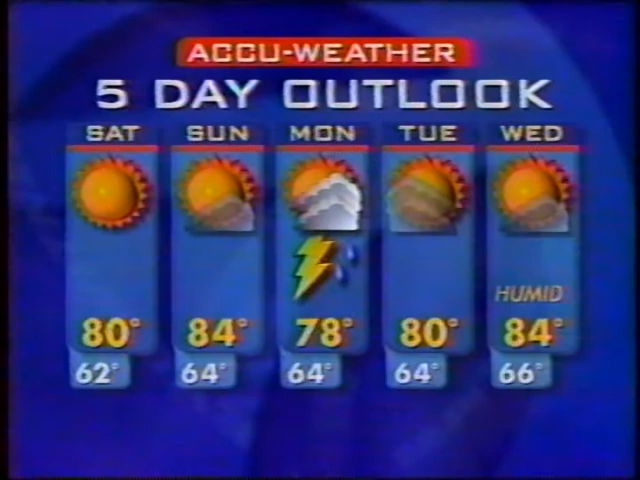 ACCU-WEATHER
5 DAY OUTLOOK
SAT SUN MON TUE WED
HUMID
80° 84° 78° 80° 84°
62° 64° 64° 64° 66°